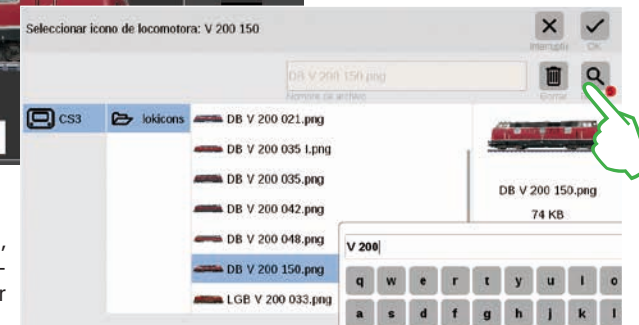 Seleccionar icono de locomotora: V 200 150
Interruptii
OK
DB V 200 150 png
Nombre de archivo
Borrar
CS3
lokicons
DB V 200 021.png
DB V 200 035 I.png
DB V 200 035.png
DB V 200 042.png
DB V 200 048.png
DB V 200 150.png
LGB V 200 033.png
DB V 200 150.png
74 KB
V 200
q w e r t y u i o
a s d f g h j k l
,
-
r